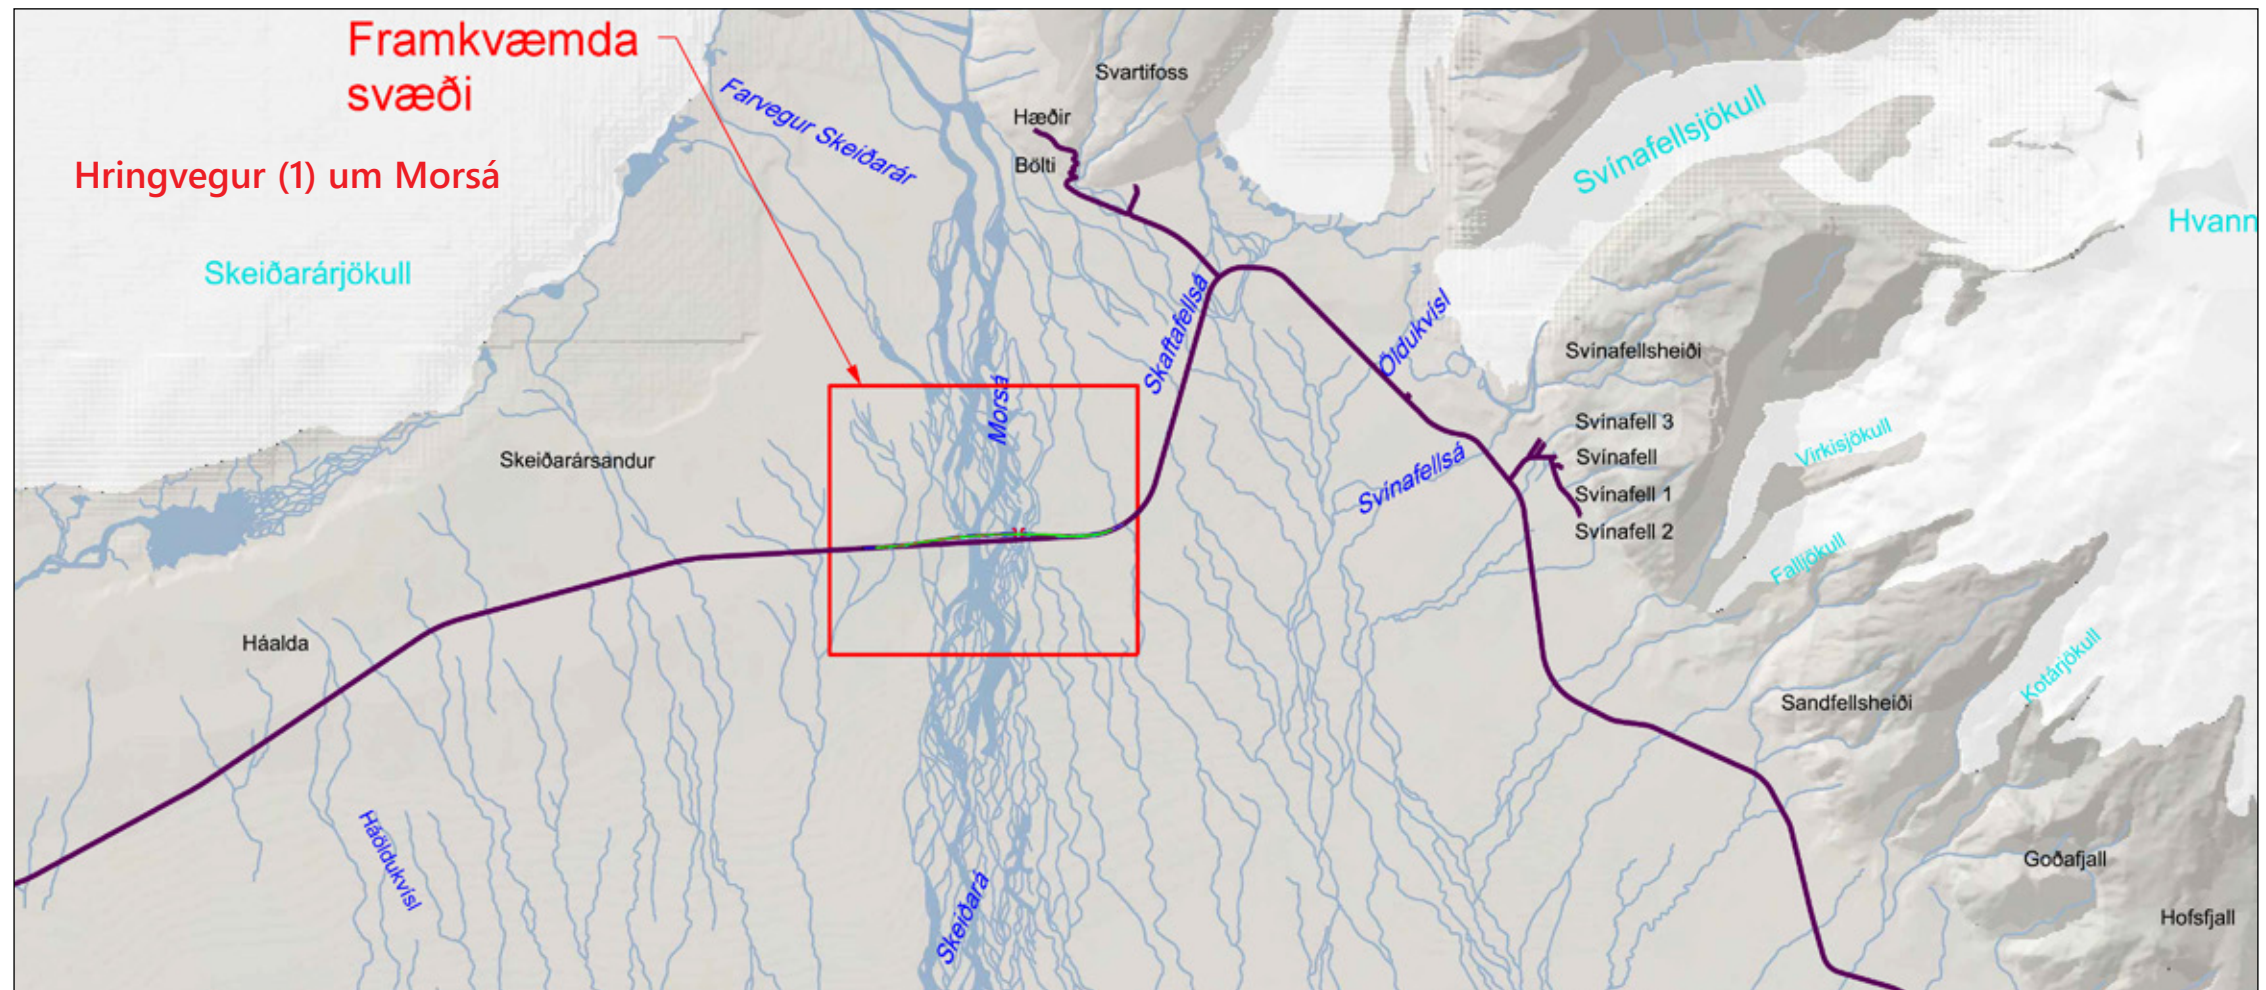 Framkvæmda
svæði
Hringvegur (1) um Morsá
Skeiðarárjökull
Farvegur Skeiðarár
Svartifoss
Hæðir
Bölti
Svínafellsjökull
Hvann
Skaftafellsá
Öldukvísl
Morsá
Svínafellsheiði
Svínafell 3
Svínafell
Svínafell 1
Svínafell 2
Svínafellsá
Virkisjökull
Falljökull
Skeiðarársandur
Háalda
Kotárjökull
Sandfellsheiði
Háöldukvísl
Skeiðará
Goðafjall
Hofsfjall